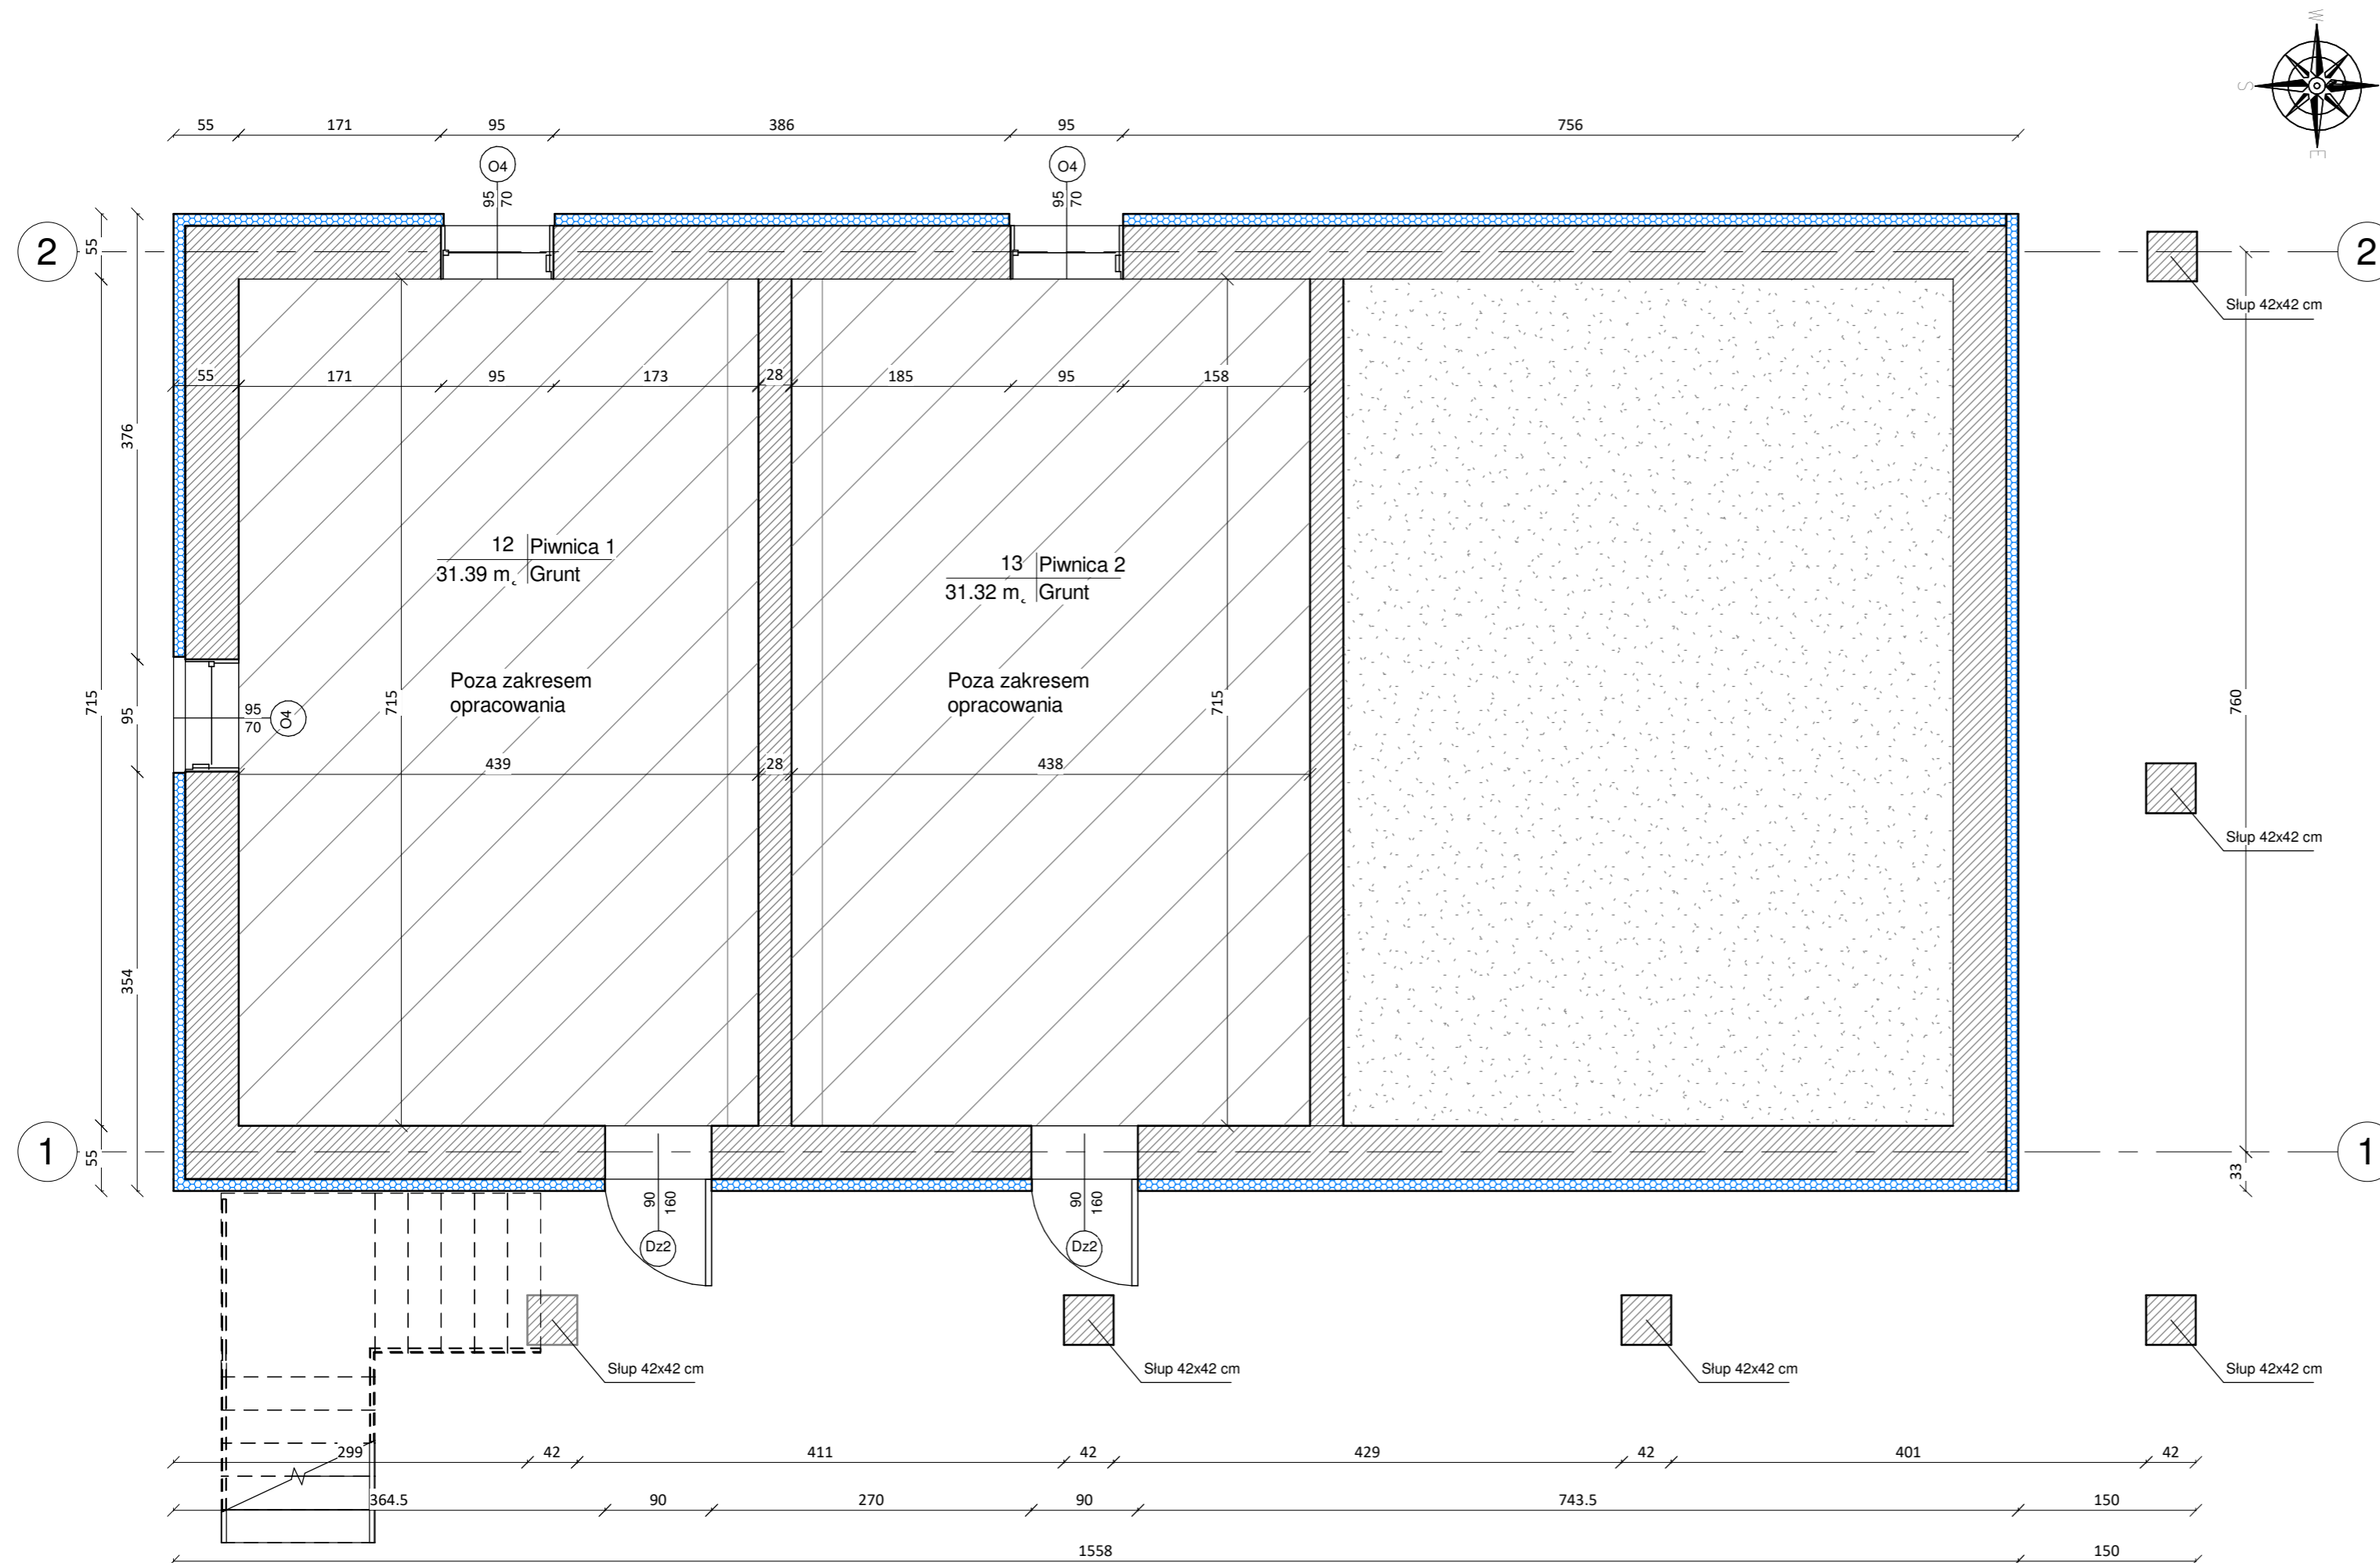 W
S
E
55 171 95 386 95 756
O4 O4
95 70 95 70
2 55 2
Słup 42x42 cm
55 171 95 173 28 185 95 158
376
12 Piwnica 1
31.39 m Grunt
13 Piwnica 2
31.32 m Grunt
Poza zakresem
opracowania
Poza zakresem
opracowania
715 95 715 715 760
95
70
O4
439 28 438
Słup 42x42 cm
354
1 55 1
33
90 160 90 160
Dz2 Dz2
Słup 42x42 cm Słup 42x42 cm Słup 42x42 cm Słup 42x42 cm
299 42 411 42 429 42 401 42
364.5 90 270 90 743.5 150
1558 150